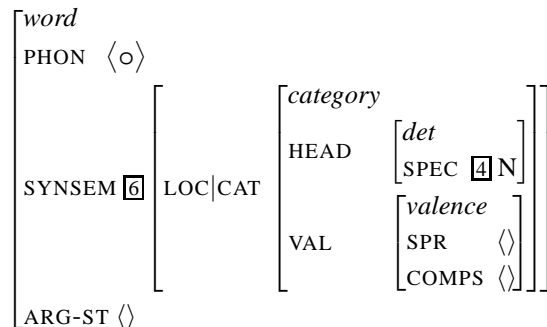 word
PHON ⟨o⟩
category
HEAD det
SPEC 4 N
SYNSEM 6 LOC|CAT
VAL valence
SPR ⟨⟩
COMPS ⟨⟩
ARG-ST ⟨⟩